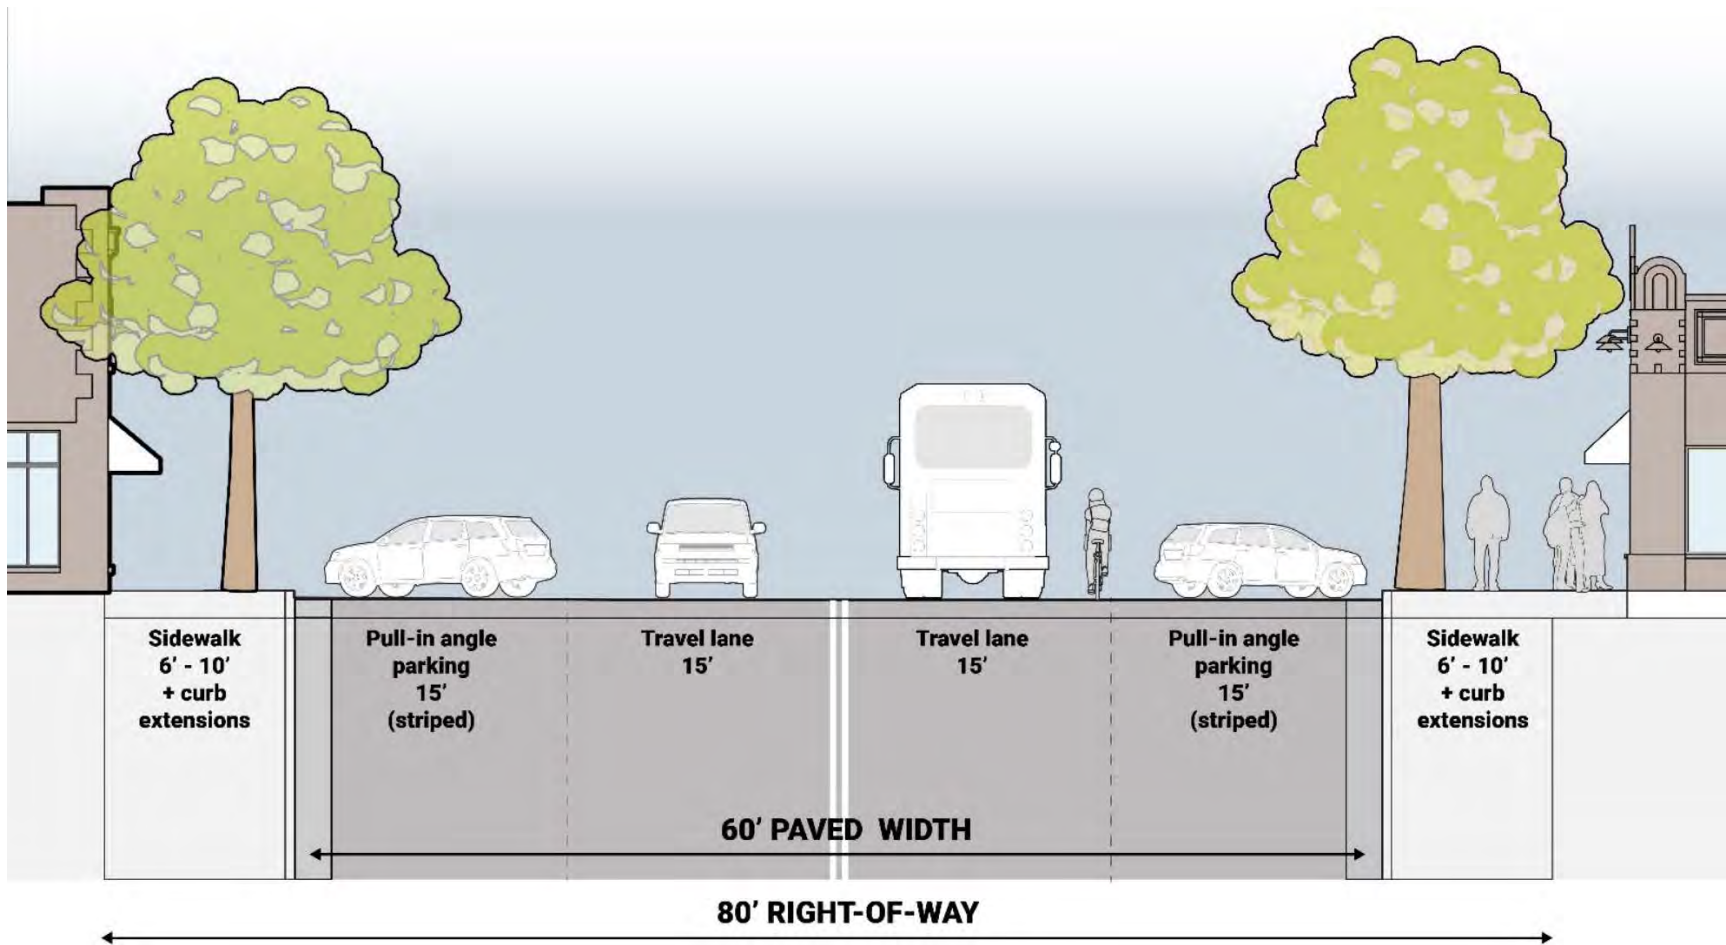 Sidewalk
6’ - 10’
+ curb
extensions
Pull-in angle
parking
15’
(striped)
Travel lane
15’
Travel lane
15’
Pull-in angle
parking
15’
(striped)
Sidewalk
6’ - 10’
+ curb
extensions
60’ PAVED WIDTH
80’ RIGHT-OF-WAY